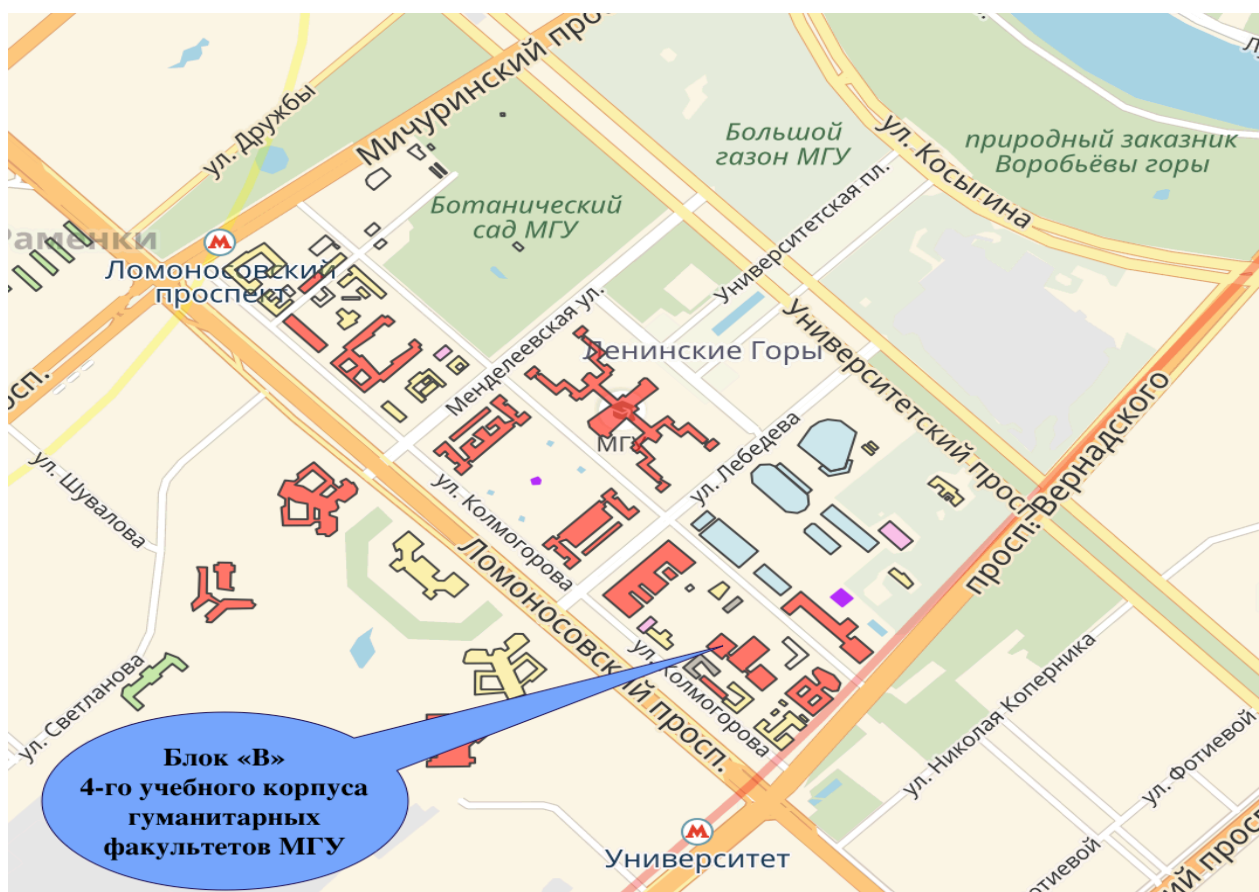 Мичуринский про
ул. Дружбы
Большой
газон МГУ
ул. Косыгина
природный заказник
Воробьёвы горы
Ботанический
сад МГУ
Университетская пл.
Раменки
Ломоносовский
проспект
Менделеевская ул.
Ленинские Горы
Университетский просп.
просп. Вернадского
осп.
МГУ
ул. Лебедева
ул. Шувалова
ул. Колмогорова
Ломоносовский просп.
ул. Колмогорова
ул. Светланова
ул. Николая Коперника
ул. Фотиевой
Блок «В»
4-го учебного корпуса
гуманитарных
факультетов МГУ
Университет
Фотиевой
ий просп